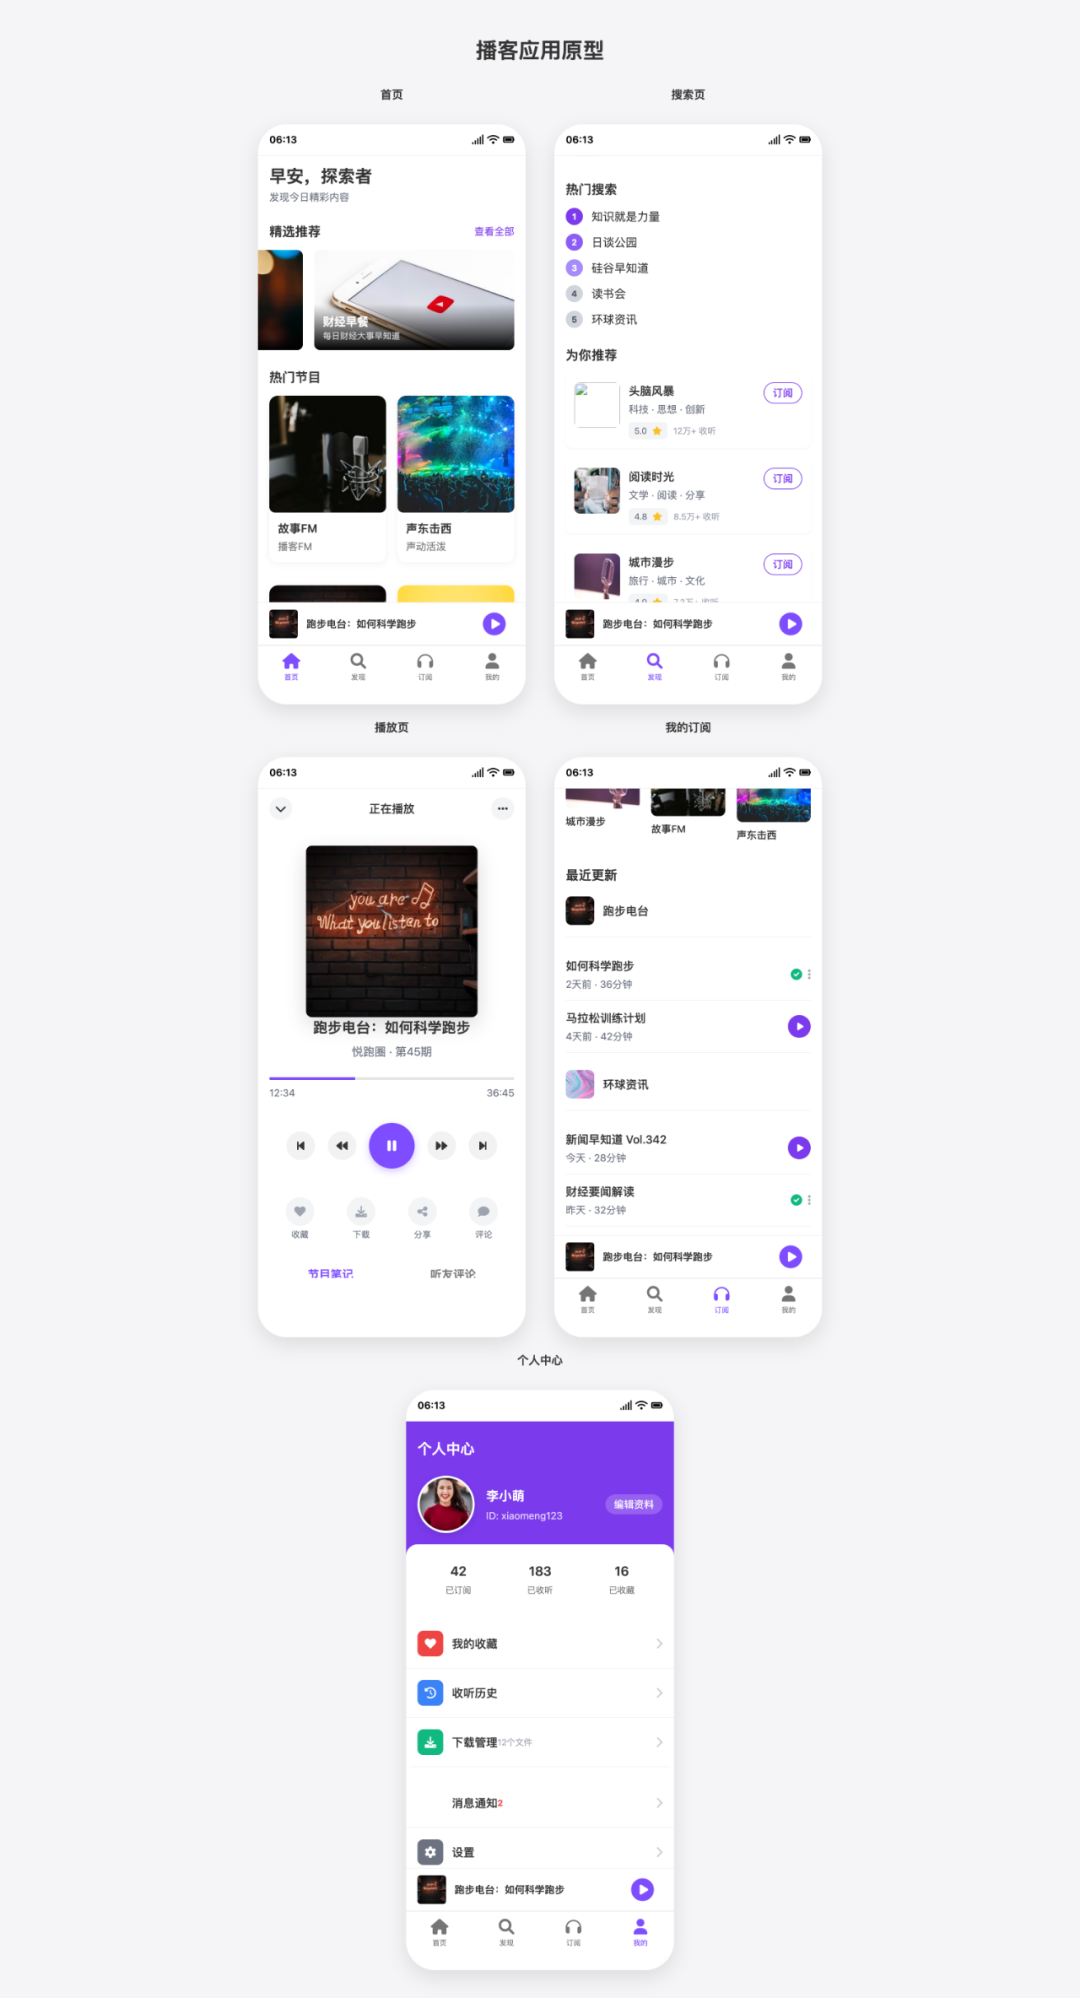 播客应用原型
首页
搜索页
06:13
早安，探索者
发现今日精彩内容
精选推荐
查看全部
财经早餐
每日财经大事早知道
热门节目
故事FM
播客FM
声东击西
声动活泼
跑步电台：如何科学跑步
首页
发现
订阅
我的
06:13
热门搜索
1 知识就是力量
2 日谈公园
3 硅谷早知道
4 读书会
5 环球资讯
为你推荐
头脑风暴
订阅
科技 · 思想 · 创新
5.0
12万+ 收听
阅读时光
订阅
文学 · 阅读 · 分享
4.8
8.5万+ 收听
城市漫步
订阅
旅行 · 城市 · 文化
跑步电台：如何科学跑步
首页
发现
订阅
我的
播放页
我的订阅
06:13
正在播放
you are
What you listen to
跑步电台：如何科学跑步
悦跑圈 · 第45期
12:34
36:45
收藏
下载
分享
评论
节目笔记
听友评论
06:13
城市漫步
故事FM
声东击西
最近更新
跑步电台
如何科学跑步
2天前 · 36分钟
马拉松训练计划
4天前 · 42分钟
环球资讯
新闻早知道 Vol.342
今天 · 28分钟
财经要闻解读
昨天 · 32分钟
跑步电台：如何科学跑步
首页
发现
订阅
我的
个人中心
06:13
个人中心
李小萌
ID: xiaomeng123
编辑资料
42
已订阅
183
已收听
16
已收藏
我的收藏
收听历史
下载管理12个文件
消息通知2
设置
跑步电台：如何科学跑步
首页
发现
订阅
我的